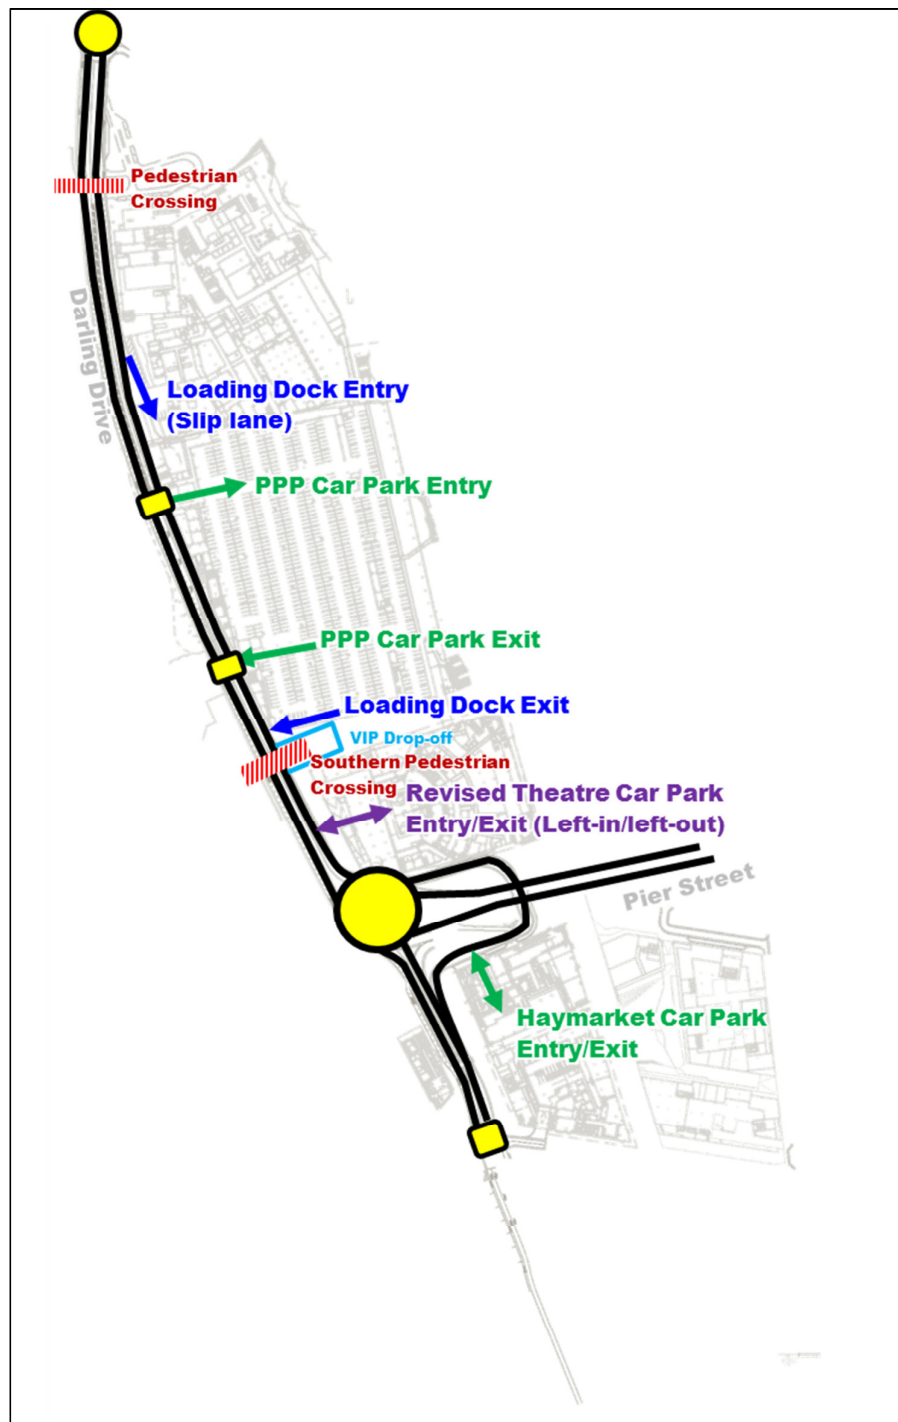 Pedestrian
Crossing
Darling Drive
Loading Dock Entry
(Slip lane)
PPP Car Park Entry
PPP Car Park Exit
Loading Dock Exit
VIP Drop-off
Southern Pedestrian
Crossing
Revised Theatre Car Park
Entry/Exit (Left-in/left-out)
Pier Street
Haymarket Car Park
Entry/Exit